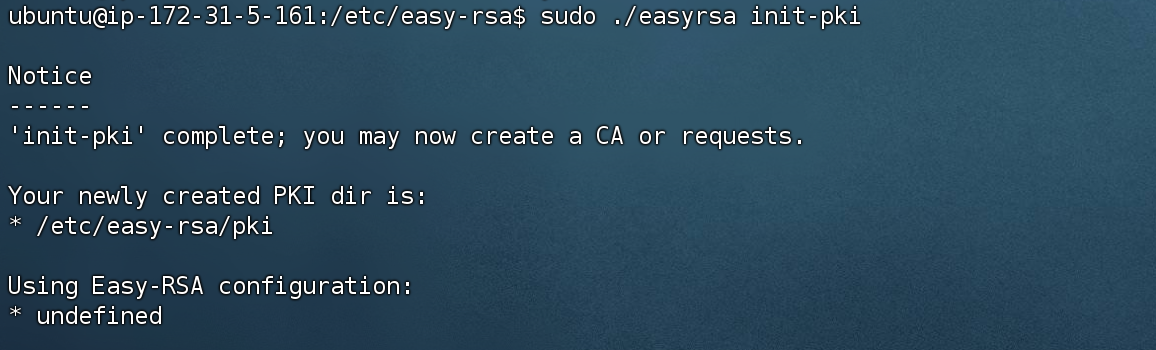 ubuntu@ip-172-31-5-161:/etc/easy-rsa$ sudo ./easyrsa init-pki
Notice
------
'init-pki' complete; you may now create a CA or requests.
Your newly created PKI dir is:
* /etc/easy-rsa/pki
Using Easy-RSA configuration:
* undefined